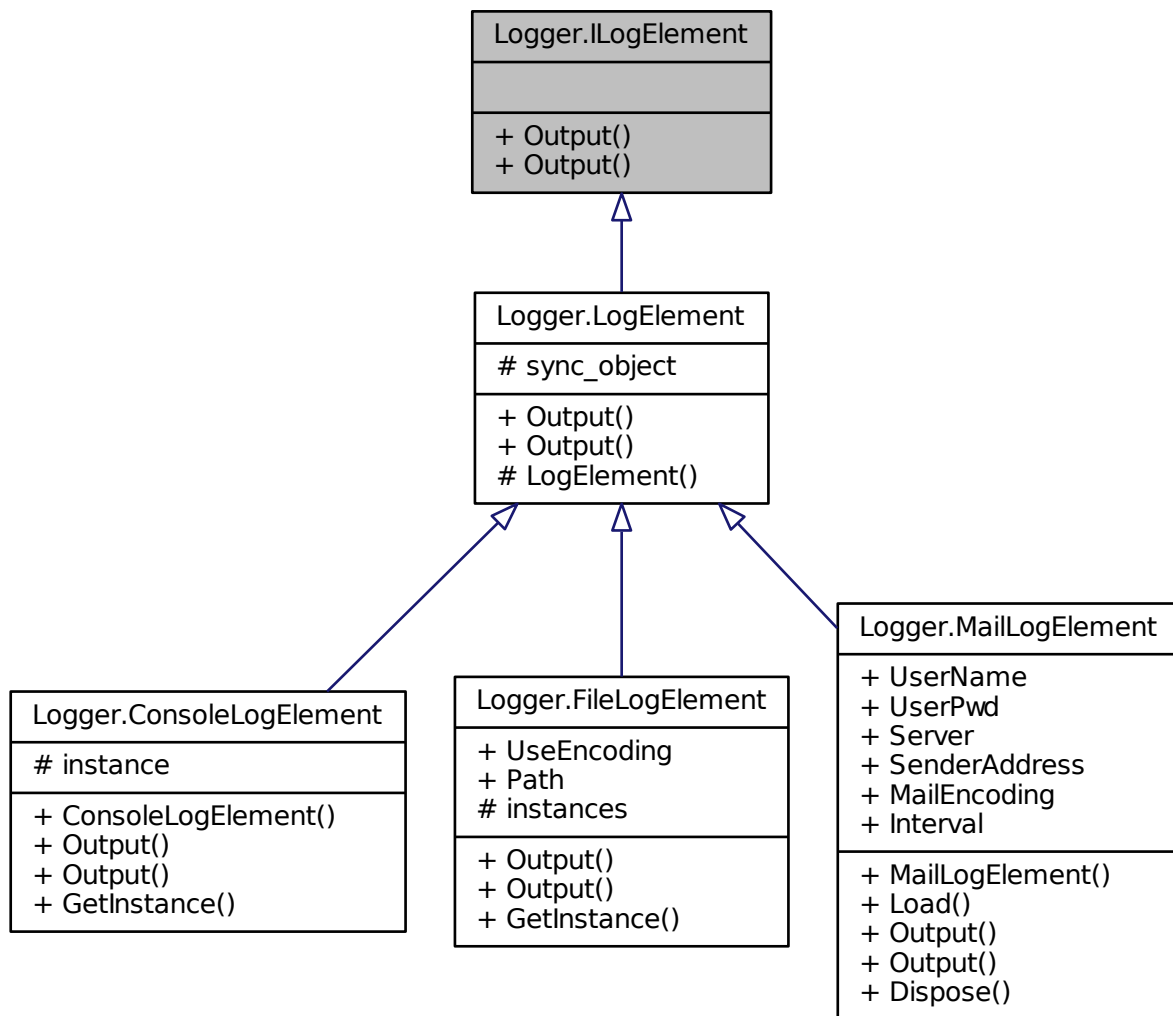 Logger.ILogElement
+ Output()
+ Output()
Logger.LogElement
# sync_object
+ Output()
+ Output()
# LogElement()
Logger.ConsoleLogElement
# instance
+ ConsoleLogElement()
+ Output()
+ Output()
+ GetInstance()
Logger.FileLogElement
+ UseEncoding
+ Path
# instances
+ Output()
+ Output()
+ GetInstance()
Logger.MailLogElement
+ UserName
+ UserPwd
+ Server
+ SenderAddress
+ MailEncoding
+ Interval
+ MailLogElement()
+ Load()
+ Output()
+ Output()
+ Dispose()